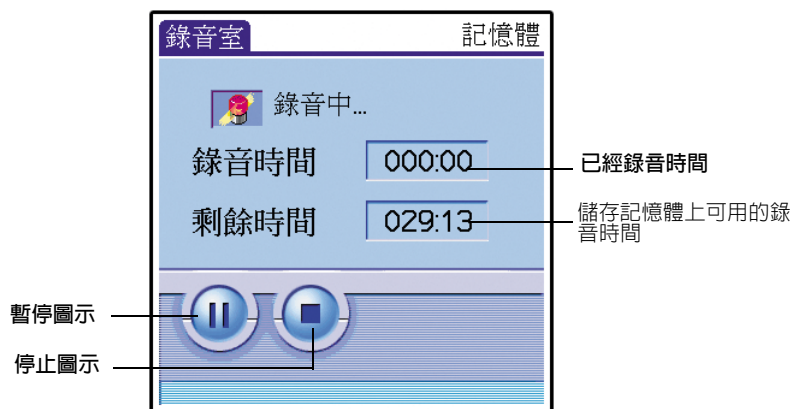 錄音室 記憶體
錄音中...
錄音時間 000:00 已經錄音時間
剩餘時間 029:13 儲存記憶體上可用的錄
音時間
暫停圖示
停止圖示